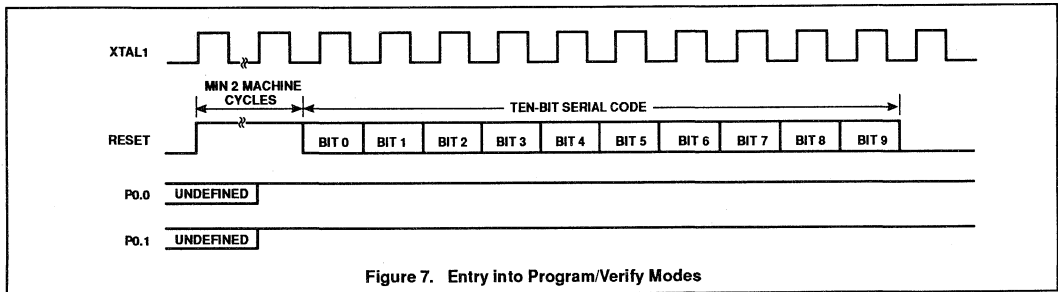 XTAL1
MIN 2 MACHINE
CYCLES
TEN-BIT SERIAL CODE
RESET
BIT 0 BIT 1 BIT 2 BIT 3 BIT 4 BIT 5 BIT 6 BIT 7 BIT 8 BIT 9
P0.0 UNDEFINED
P0.1 UNDEFINED
Figure 7. Entry into Program/Verify Modes